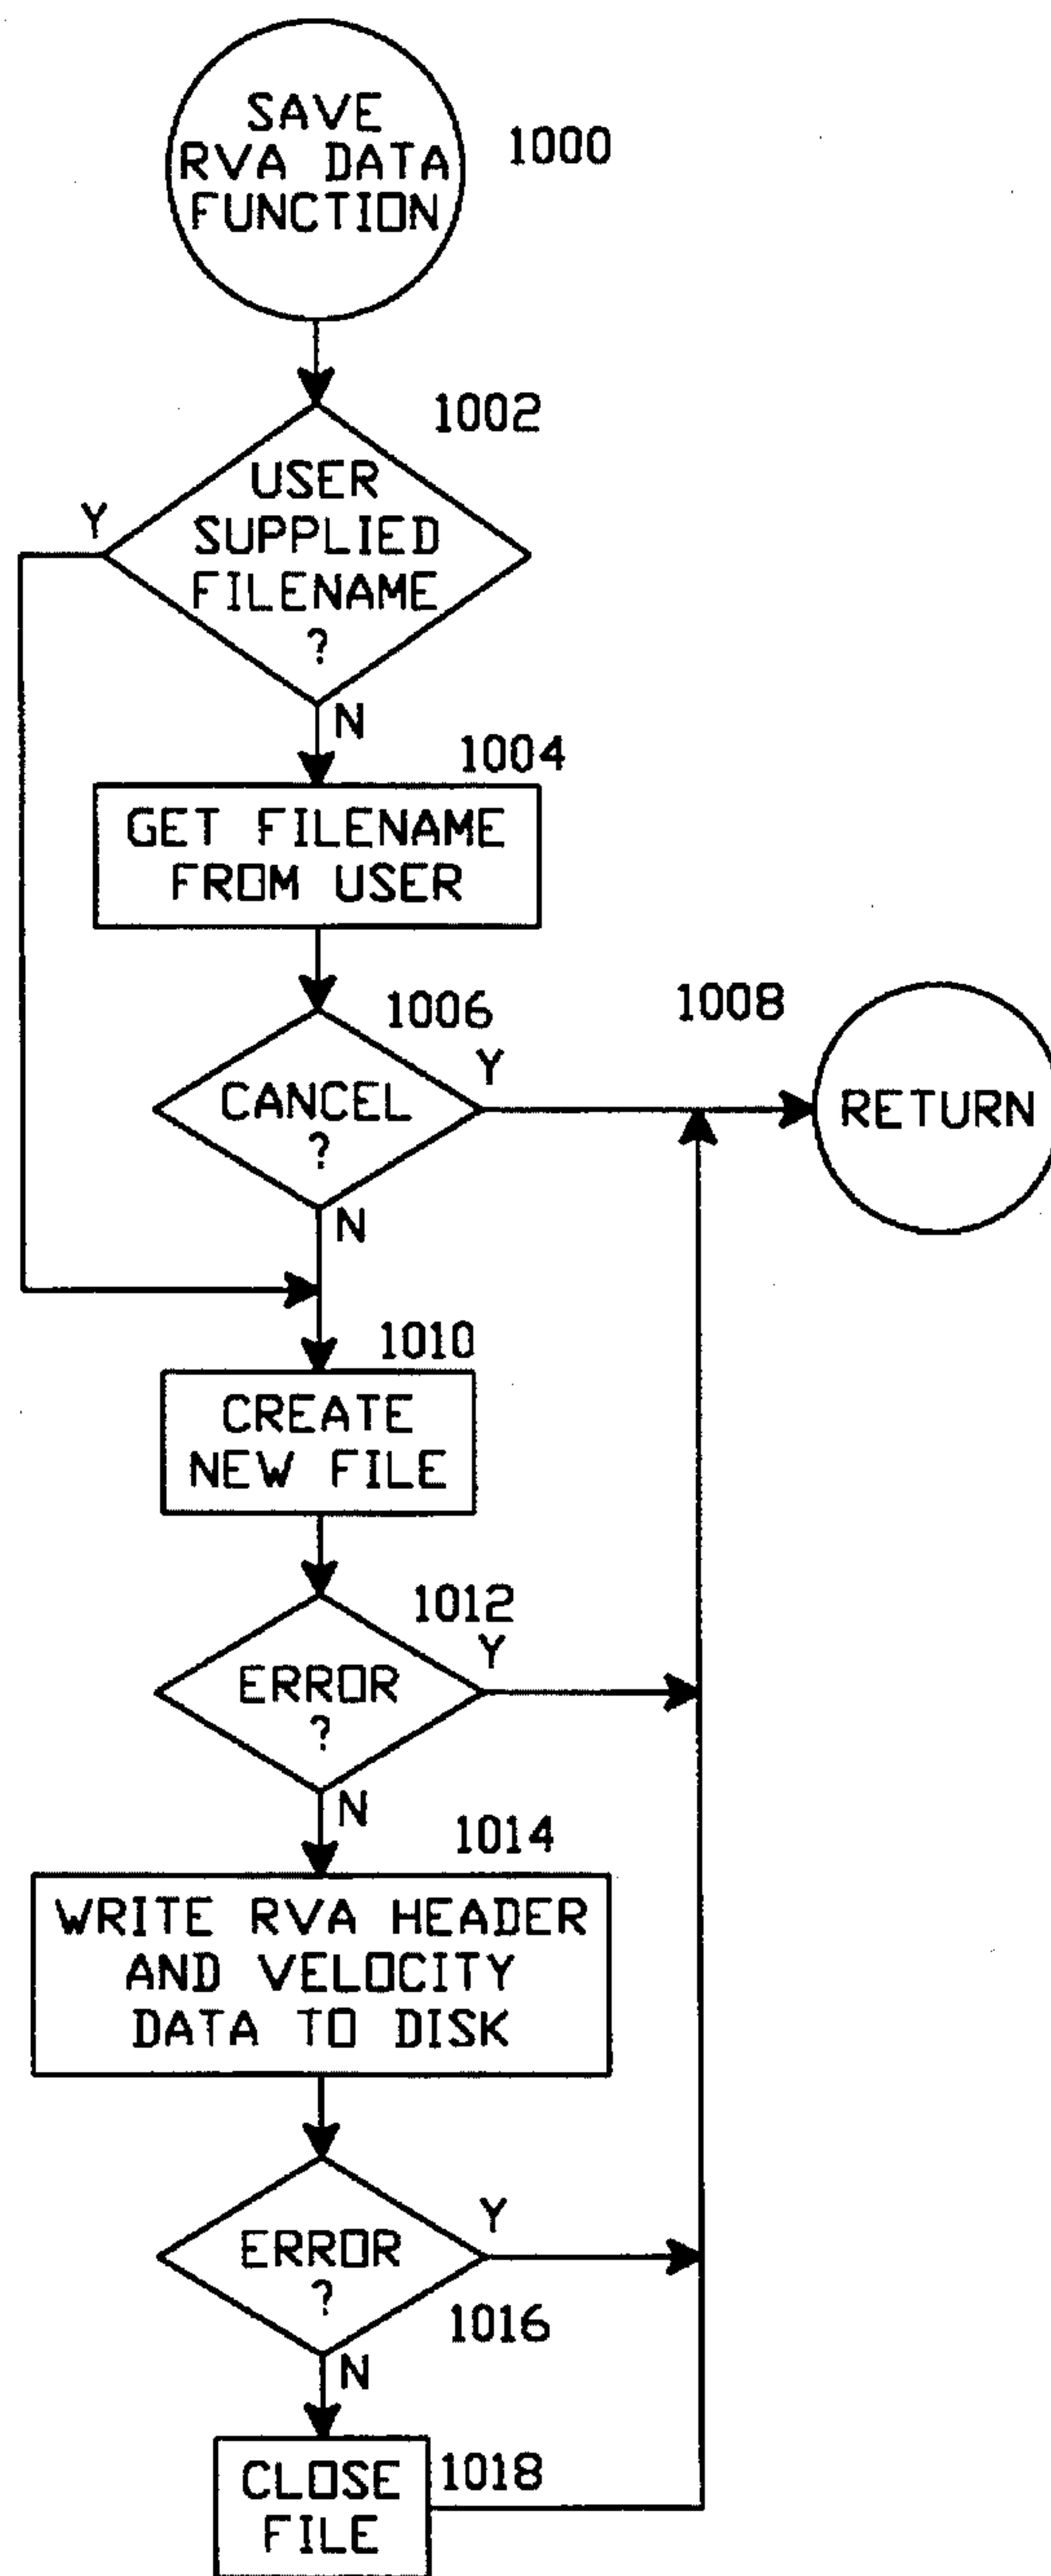 SAVE
RVA DATA
FUNCTION
1000
1002
USER
SUPPLIED
FILENAME
?
Y
N
1004
GET FILENAME
FROM USER
1006
CANCEL
?
Y
N
1008
RETURN
1010
CREATE
NEW FILE
1012
ERROR
?
Y
N
1014
WRITE RVA HEADER
AND VELOCITY
DATA TO DISK
ERROR
?
Y
1016
N
CLOSE
FILE
1018